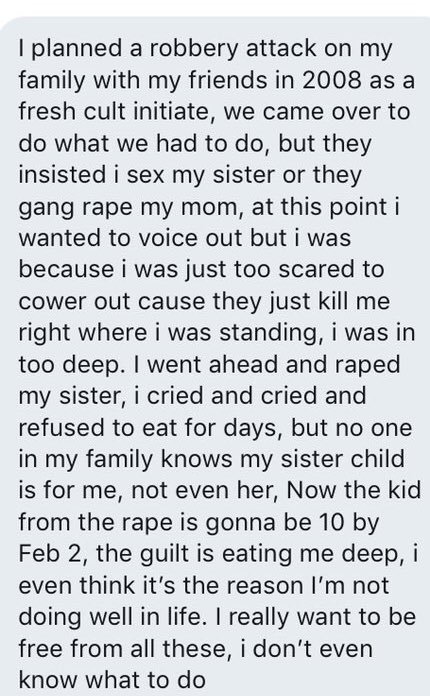 I planned a robbery attack on my
family with my friends in 2008 as a
fresh cult initiate, we came over to
do what we had to do, but they
insisted i sex my sister or they
gang rape my mom, at this point i
wanted to voice out but i was
because i was just too scared to
cower out cause they just kill me
right where i was standing, i was in
too deep. I went ahead and raped
my sister, i cried and cried and
refused to eat for days, but no one
in my family knows my sister child
is for me, not even her, Now the kid
from the rape is gonna be 10 by
Feb 2, the guilt is eating me deep, i
even think it’s the reason I’m not
doing well in life. I really want to be
free from all these, i don’t even
know what to do